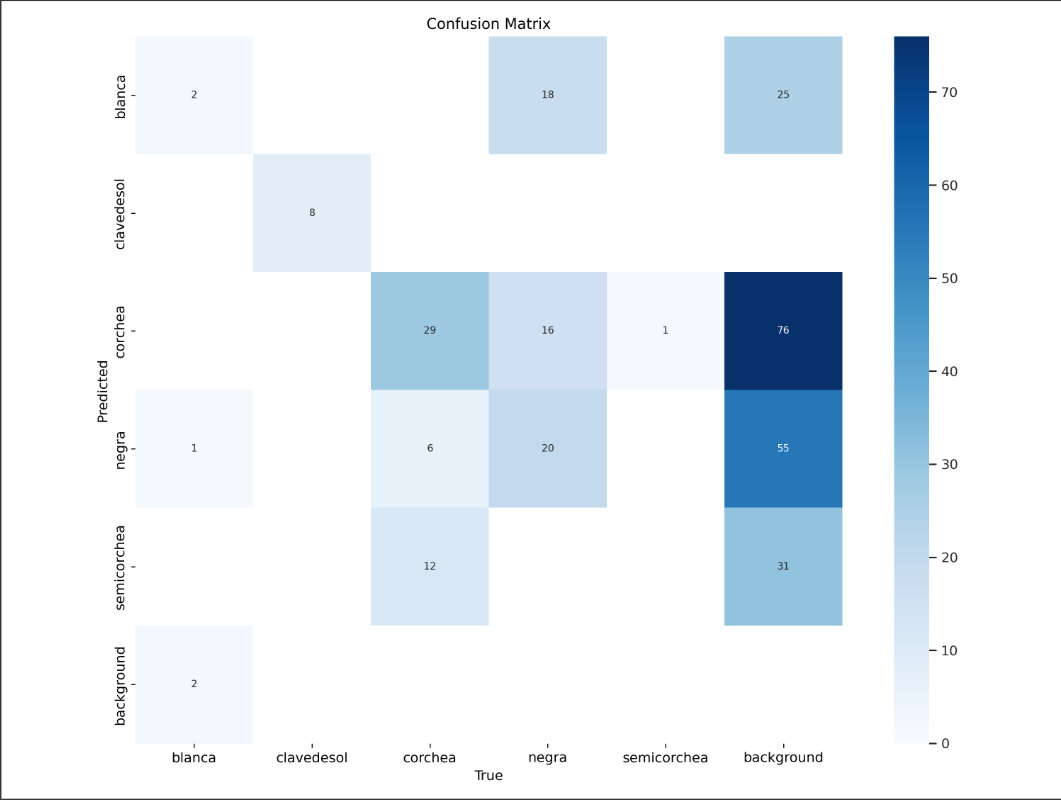 Confusion Matrix
blanca
2
18
25
70
clavedesol
8
60
50
corchea
29
16
1
76
40
Predicted
negra
1
6
20
55
30
semicorchea
12
31
20
10
background
2
0
blanca clavedesol corchea negra semicorchea background
True